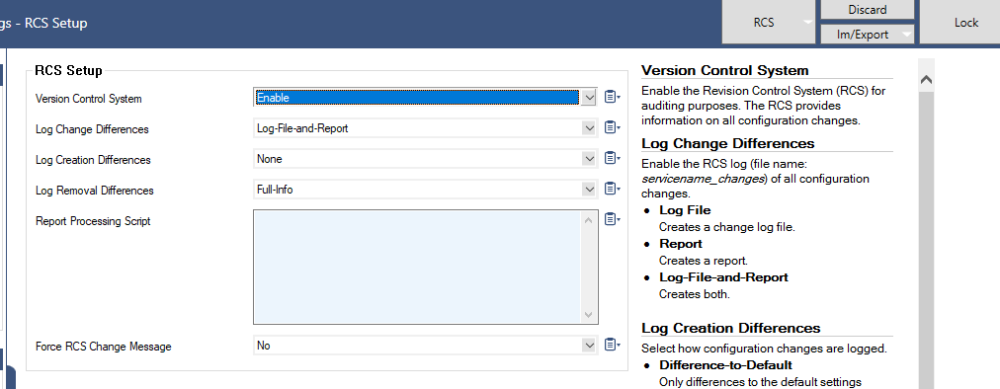 gs - RCS Setup
RCS
Discard
Im/Export
Lock
RCS Setup
Version Control System
Enable
Log Change Differences
Log-File-and-Report
Log Creation Differences
None
Log Removal Differences
Full-Info
Report Processing Script
Force RCS Change Message
No
Version Control System
Enable the Revision Control System (RCS) for
auditing purposes. The RCS provides
information on all configuration changes.
Log Change Differences
Enable the RCS log (file name:
servicename_changes) of all configuration
changes.
• Log File
Creates a change log file.
• Report
Creates a report.
• Log-File-and-Report
Creates both.
Log Creation Differences
Select how configuration changes are logged.
• Difference-to-Default
Only differences to the default settings